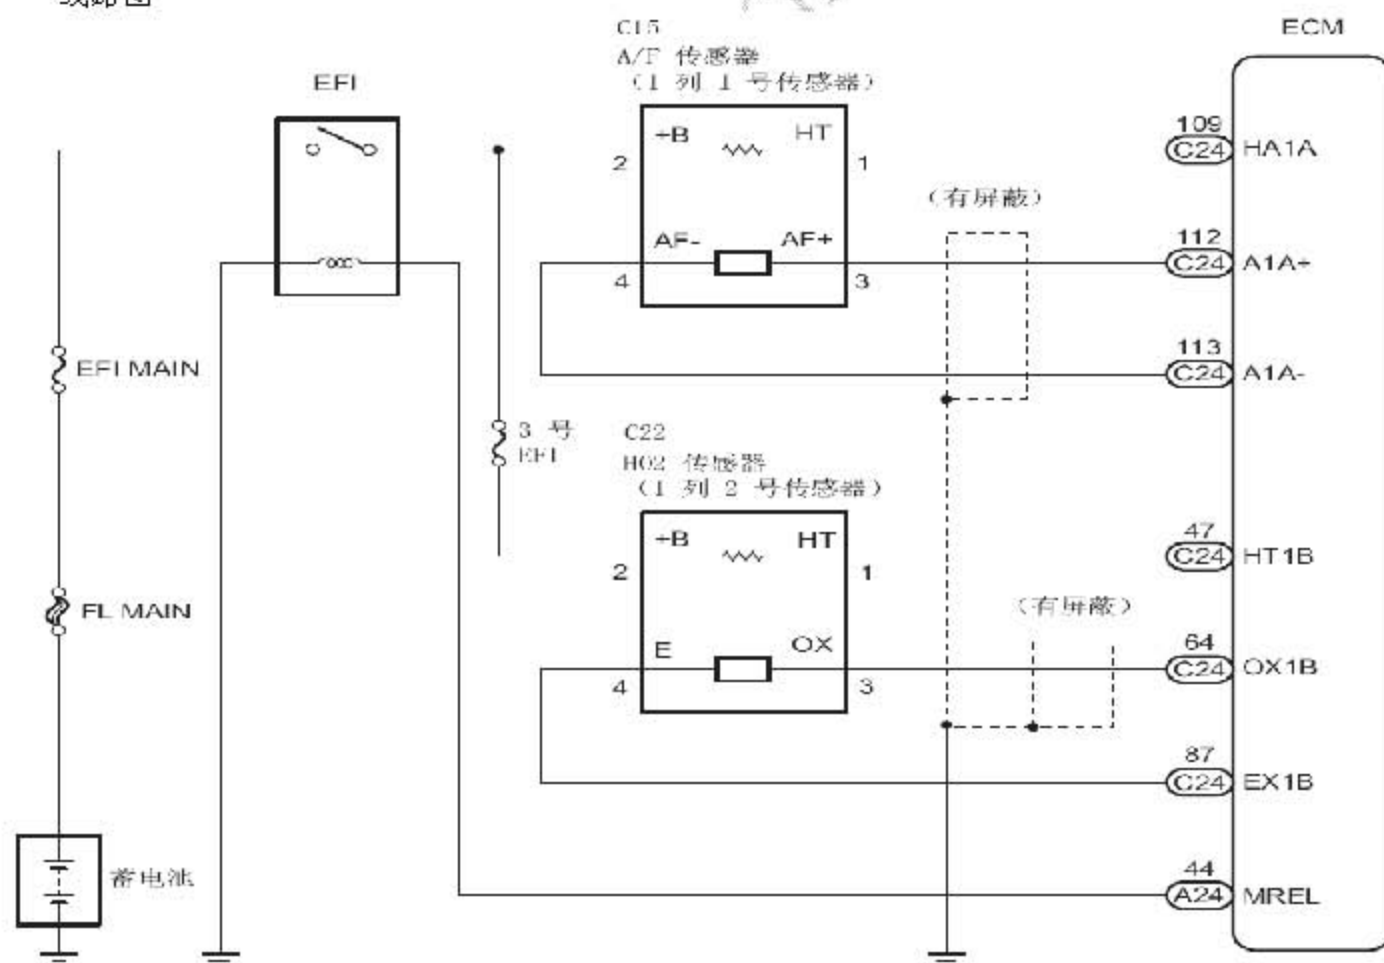 线路图
ECM
C15
A/F 传感器
（1 列 1 号传感器）
EFI
+B
HT
2
1
109
C24
HA1A
（有屏蔽）
AF-
AF+
4
3
112
C24
A1A+
113
C24
A1A-
EFI MAIN
3 号
EFI
C22
HO2 传感器
（1 列 2 号传感器）
+B
HT
2
1
47
C24
HT1B
FL MAIN
（有屏蔽）
E
OX
4
3
64
C24
OX1B
87
C24
EX1B
蓄电池
44
A24
MREL